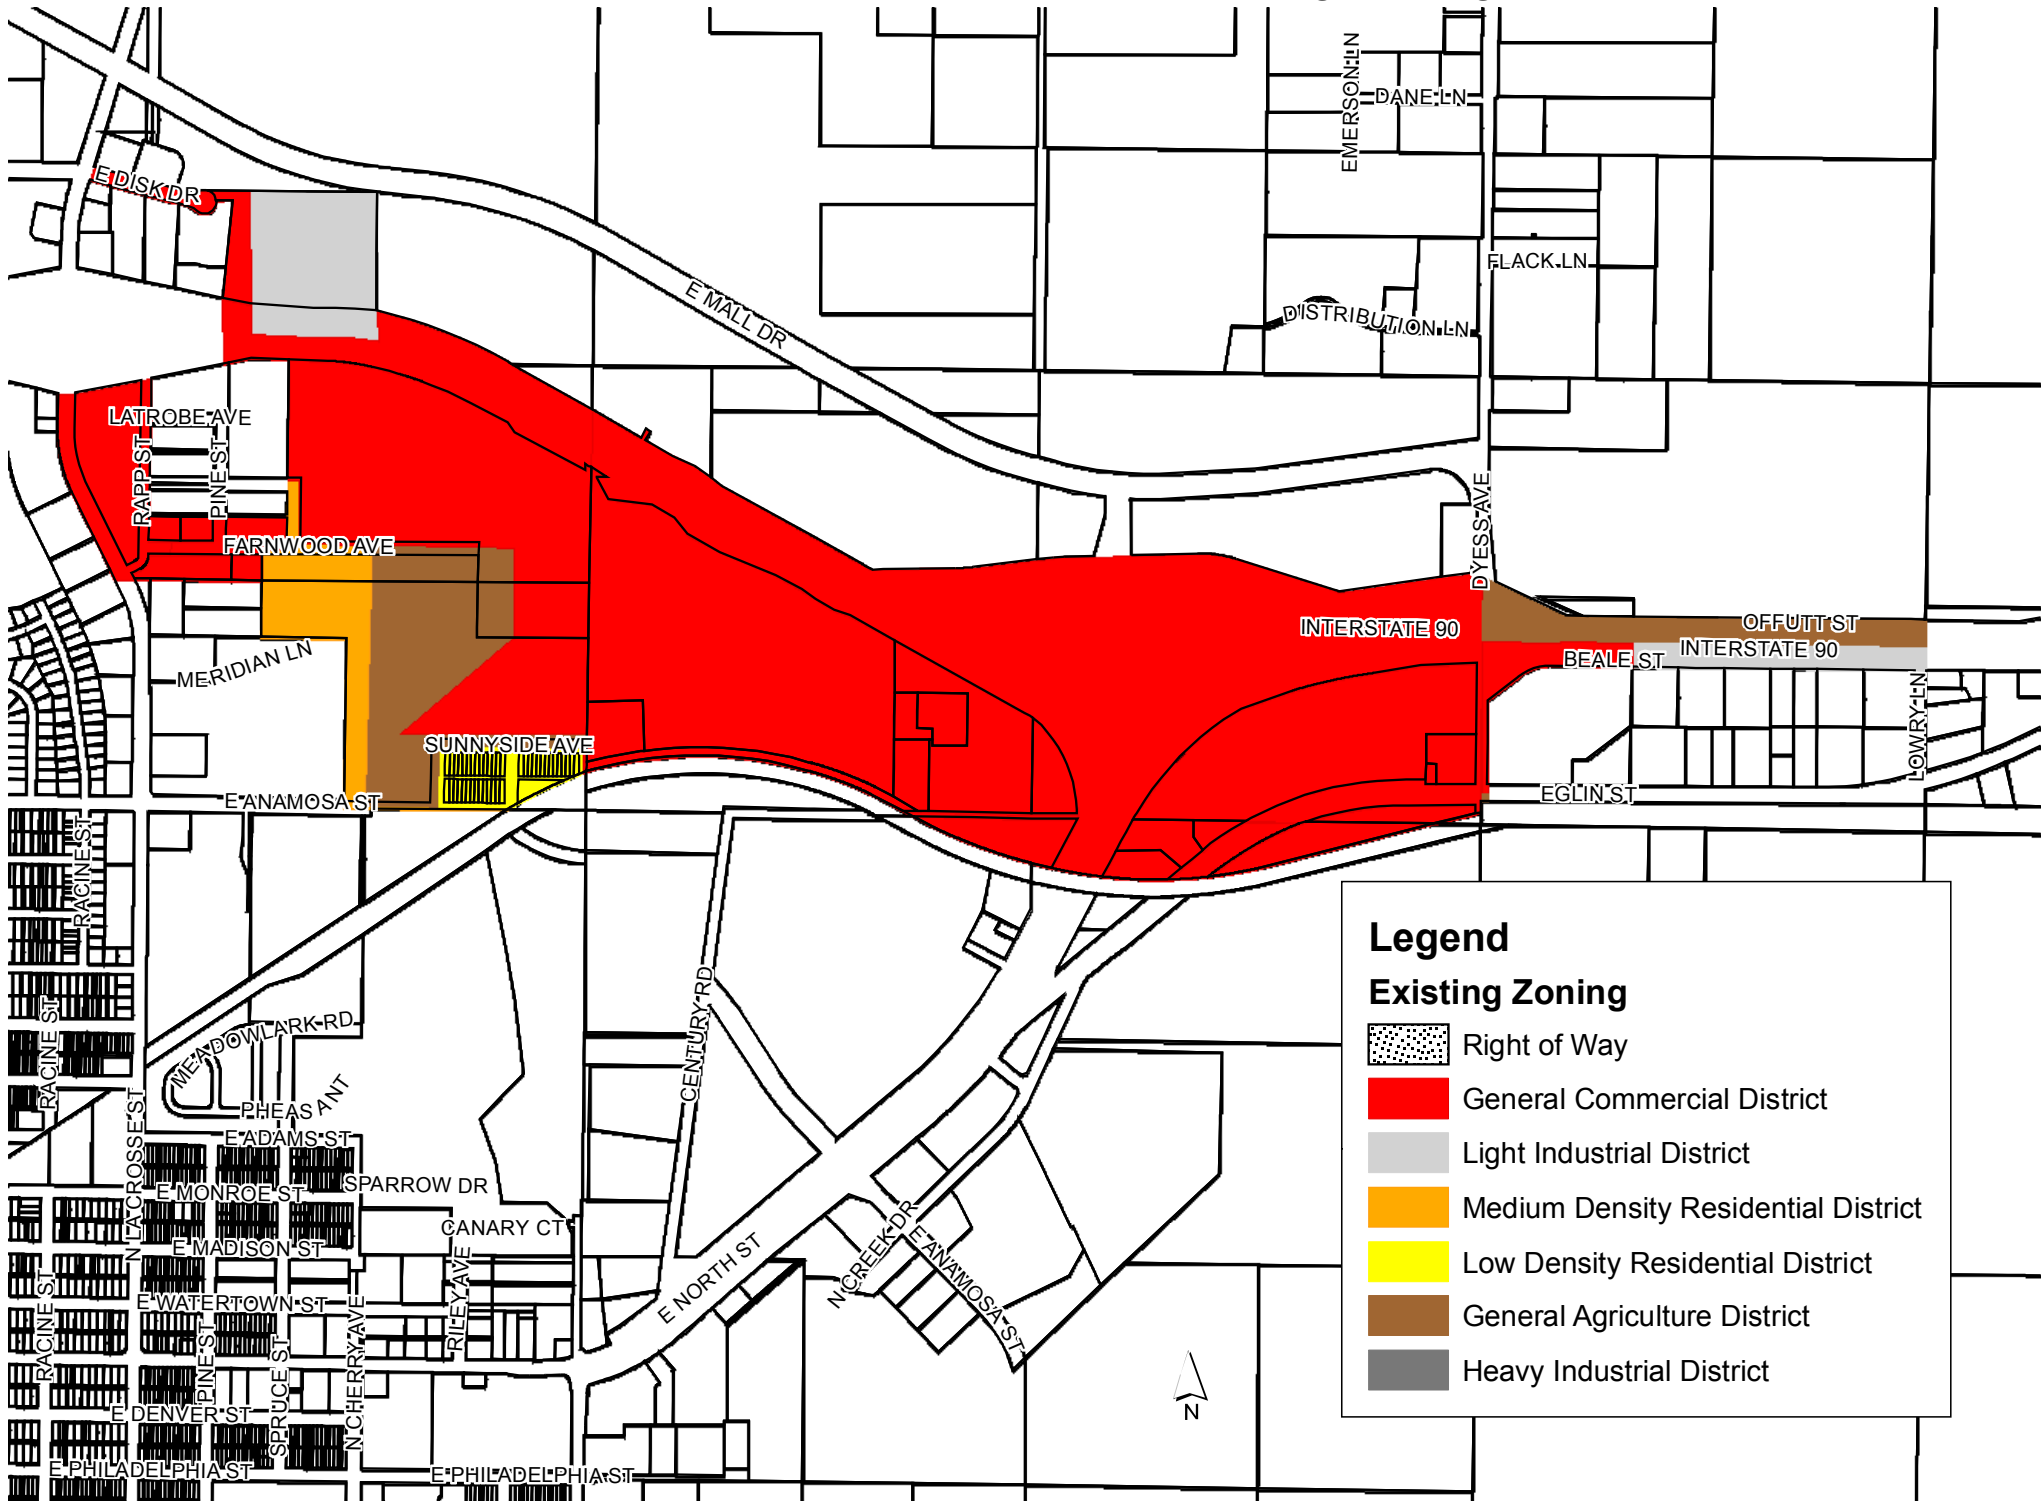 EMERSON LN
DANE LN
E DISK DR
FLACK LN
E MALL DR
DISTRIBUTION LN
LATROBE AVE
RAPP ST
PINE ST
DYESS AVE
FARNWOOD AVE
INTERSTATE 90
OFFUTT ST
INTERSTATE 90
BEALE ST
MERIDIAN LN
LOWRY LN
SUNNYSIDE AVE
E ANAMOSA ST
EGLIN ST
RACINE ST
Legend
Existing Zoning
Right of Way
General Commercial District
Light Industrial District
Medium Density Residential District
Low Density Residential District
General Agriculture District
Heavy Industrial District
CENTURY RD
RACINE ST
MEADOWLARK RD
PHEASANT
N LACROSSE ST
E ADAMS ST
E MONROE ST
SPARROW DR
CANARY CT
E MADISON ST
N CREEK DR
E ANAMOSA ST
E NORTH ST
RILEY AVE
RACINE ST
E WATERTOWN ST
PINE ST
SPRUCE ST
N CHERRY AVE
E DENVER ST
N
E PHILADELPHIA ST
E PHILADELPHIA ST